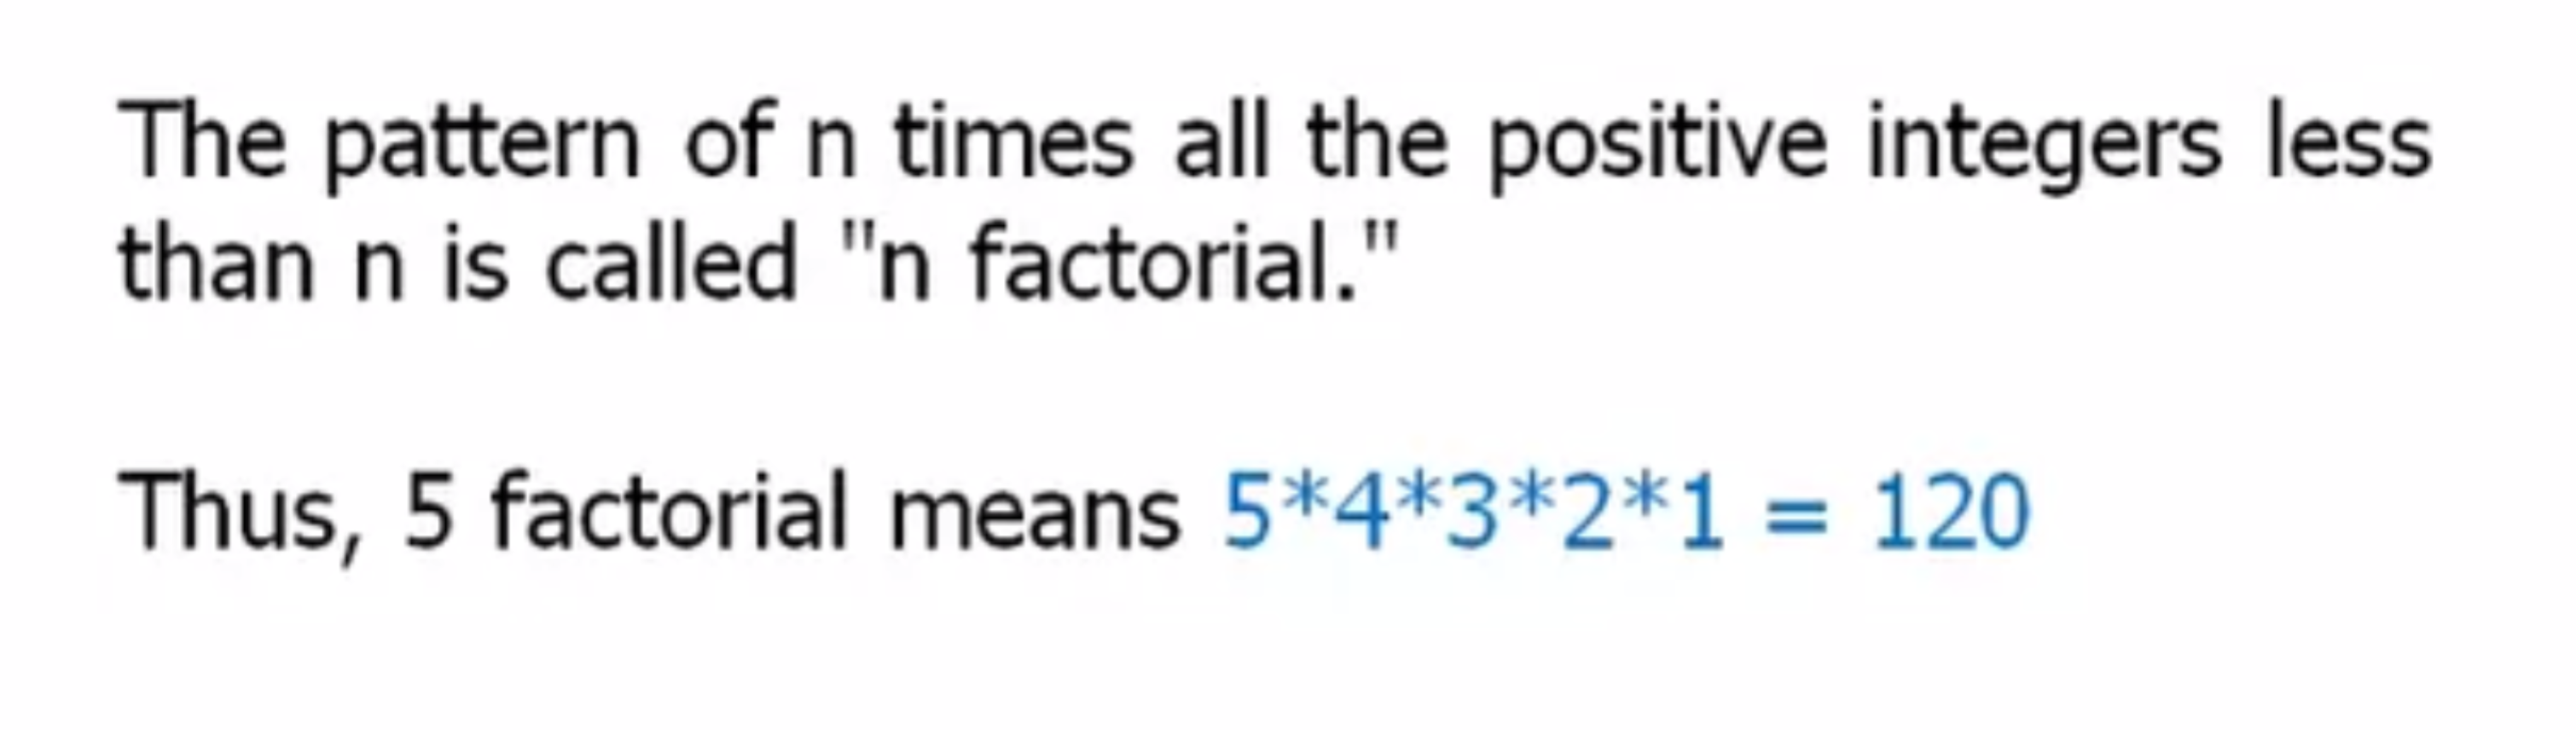 The pattern of n times all the positive integers less
than n is called "n factorial."
Thus, 5 factorial means 5*4*3*2*1 = 120